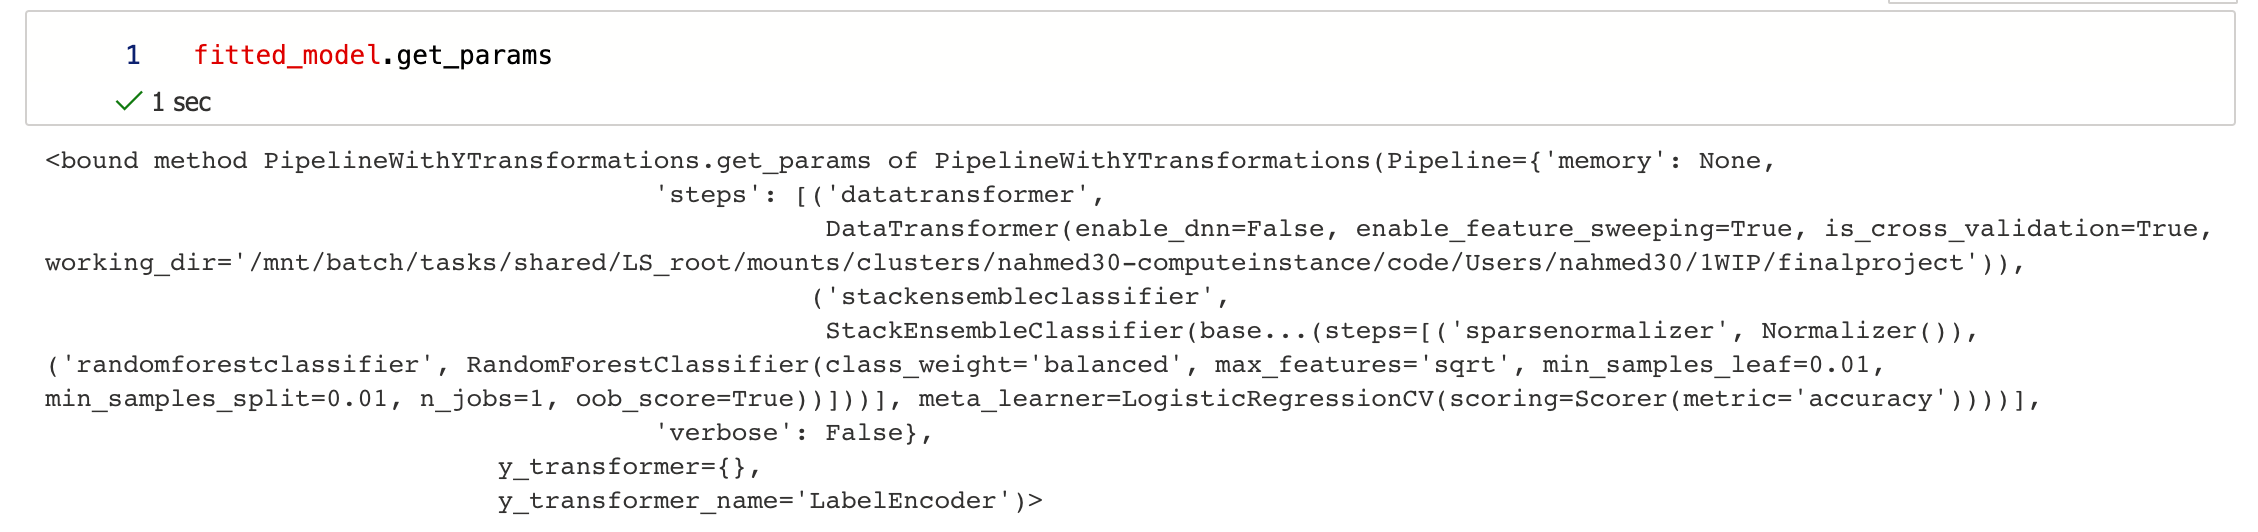 1 fitted_model.get_params
1 sec
<bound method PipelineWithYTransformations.get_params of PipelineWithYTransformations(Pipeline={'memory': None,
'steps': [('datatransformer',
DataTransformer(enable_dnn=False, enable_feature_sweeping=True, is_cross_validation=True,
working_dir='/mnt/batch/tasks/shared/LS_root/mounts/clusters/nahmed30-computeinstance/code/Users/nahmed30/1WIP/finalproject')),
('stackensembleclassifier',
StackEnsembleClassifier(base...(steps=[('sparsenormalizer', Normalizer()),
('randomforestclassifier', RandomForestClassifier(class_weight='balanced', max_features='sqrt', min_samples_leaf=0.01,
min_samples_split=0.01, n_jobs=1, oob_score=True))]))], meta_learner=LogisticRegressionCV(scoring=Scorer(metric='accuracy'))))],
'verbose': False},
y_transformer={},
y_transformer_name='LabelEncoder')>